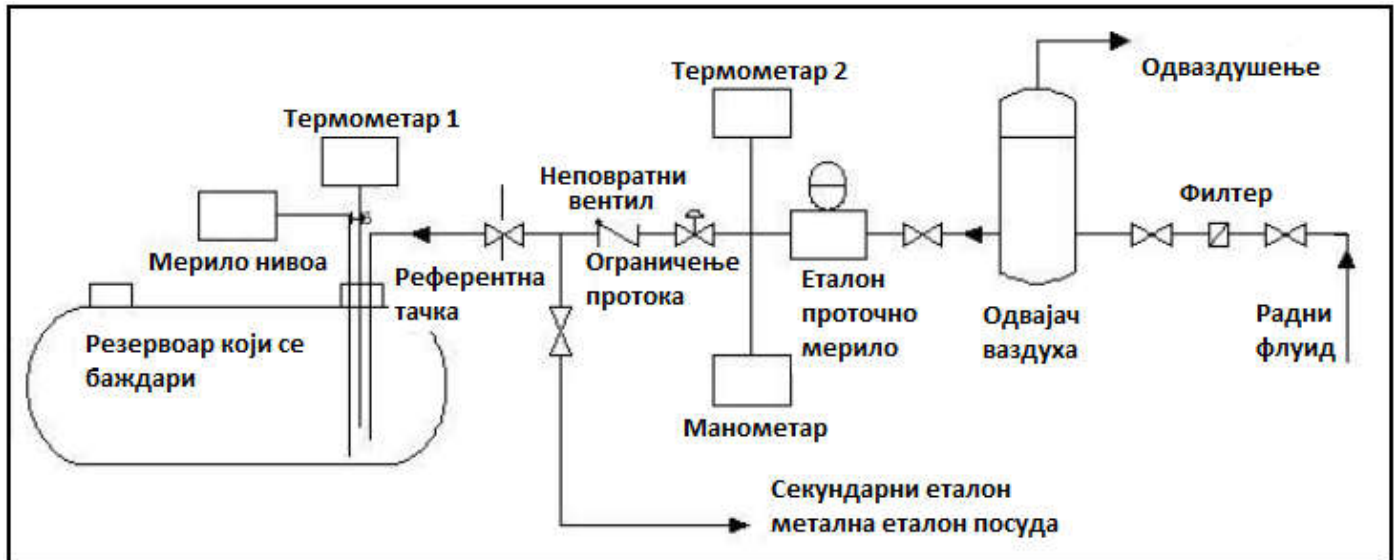 Одваздушење
Термометар 2
Термометар 1
Неповратни
вентил
Филтер
Мерило нивоа
Референтна
тачка
Ограничење
протока
Еталон
проточно
мерило
Одвајач
ваздуха
Радни
флуид
Резервоар који се
баждари
Манометар
Секундарни еталон
метална еталон посуда